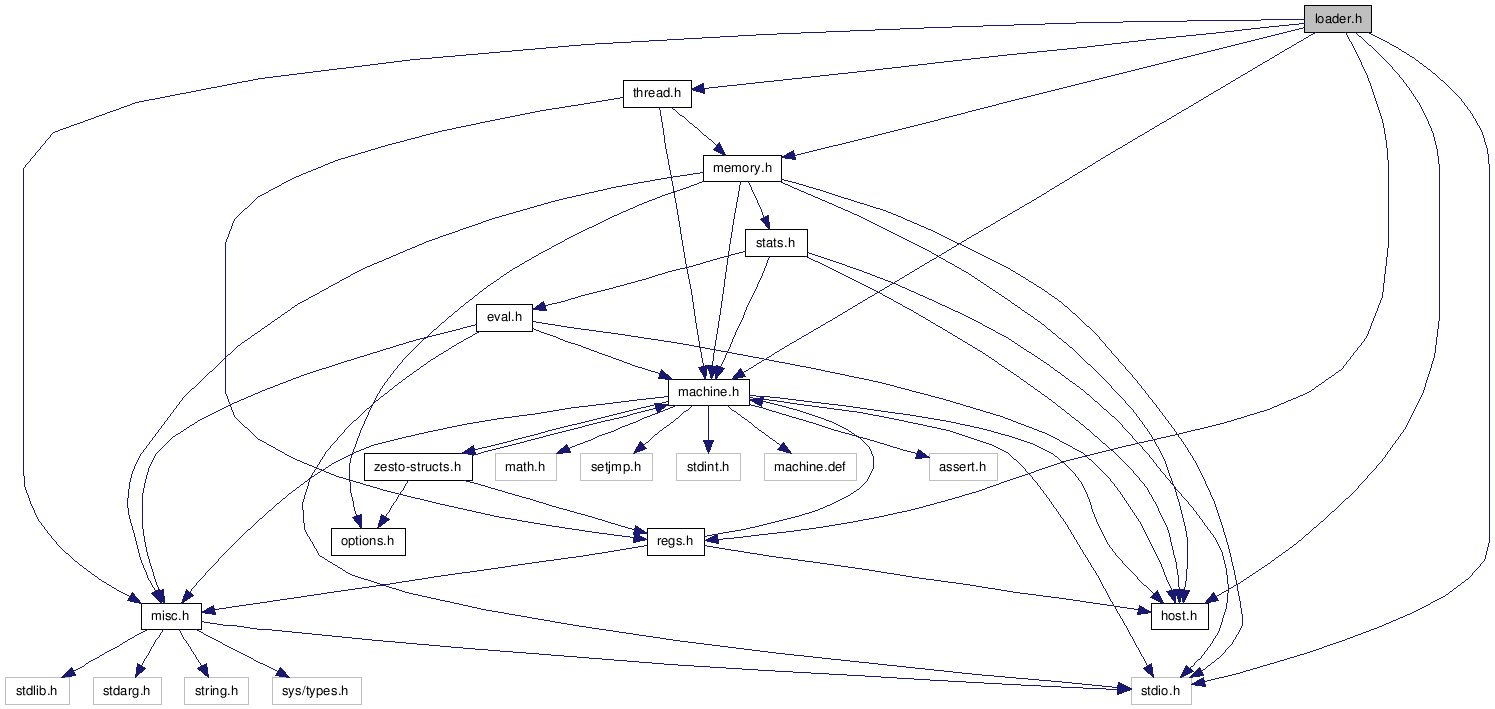 loader.h
thread.h
memory.h
stats.h
eval.h
machine.h
zesto-structs.h
math.h
setjmp.h
stdint.h
machine.def
assert.h
options.h
regs.h
misc.h
host.h
stdlib.h
stdarg.h
string.h
sys/types.h
stdio.h